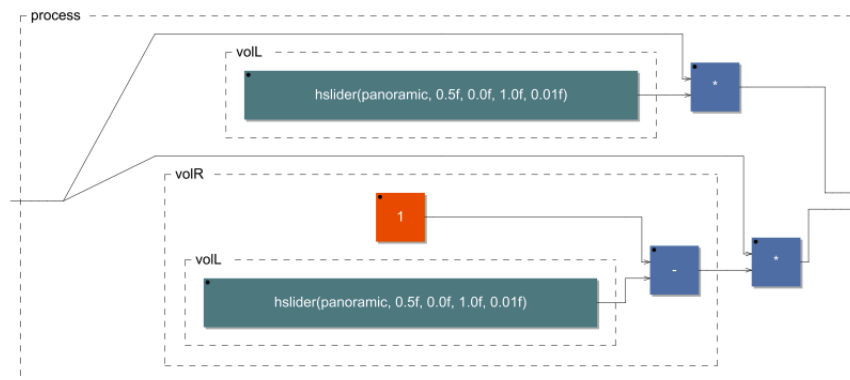 process
volL
hslider(panoramic, 0.5f, 0.0f, 1.0f, 0.01f)
*
volR
1
volL
hslider(panoramic, 0.5f, 0.0f, 1.0f, 0.01f)
-
*